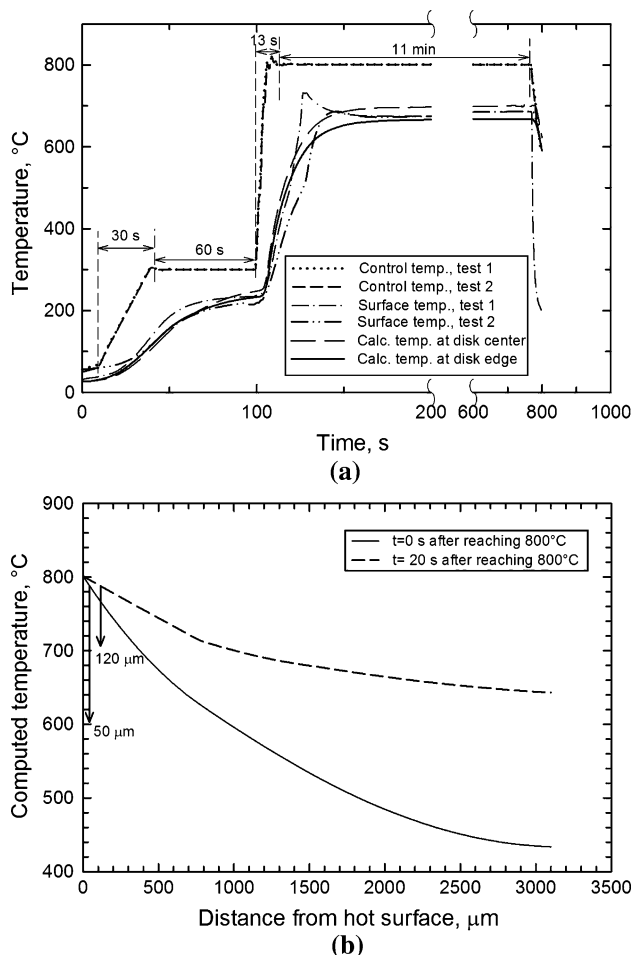 13 s
11 min
800
600
400
200
0
Temperature, °C
30 s
60 s
Control temp., test 1
Control temp., test 2
Surface temp., test 1
Surface temp., test 2
Calc. temp. at disk center
Calc. temp. at disk edge
0 100 200 600 800 1000
Time, s
(a)
900
800
700
600
500
400
Computed temperature, °C
t=0 s after reaching 800°C
t= 20 s after reaching 800°C
120 µm
50 µm
0 500 1000 1500 2000 2500 3000 3500
Distance from hot surface, µm
(b)